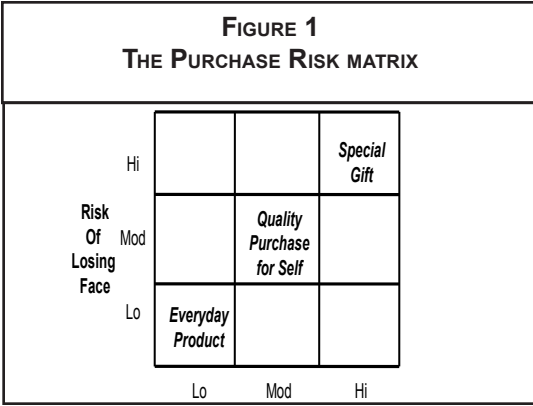 FIGURE 1
THE PURCHASE RISK MATRIX
Hi
Special
Gift
Risk
Of
Losing
Face
Mod
Quality
Purchase
for Self
Lo
Everyday
Product
Lo Mod Hi